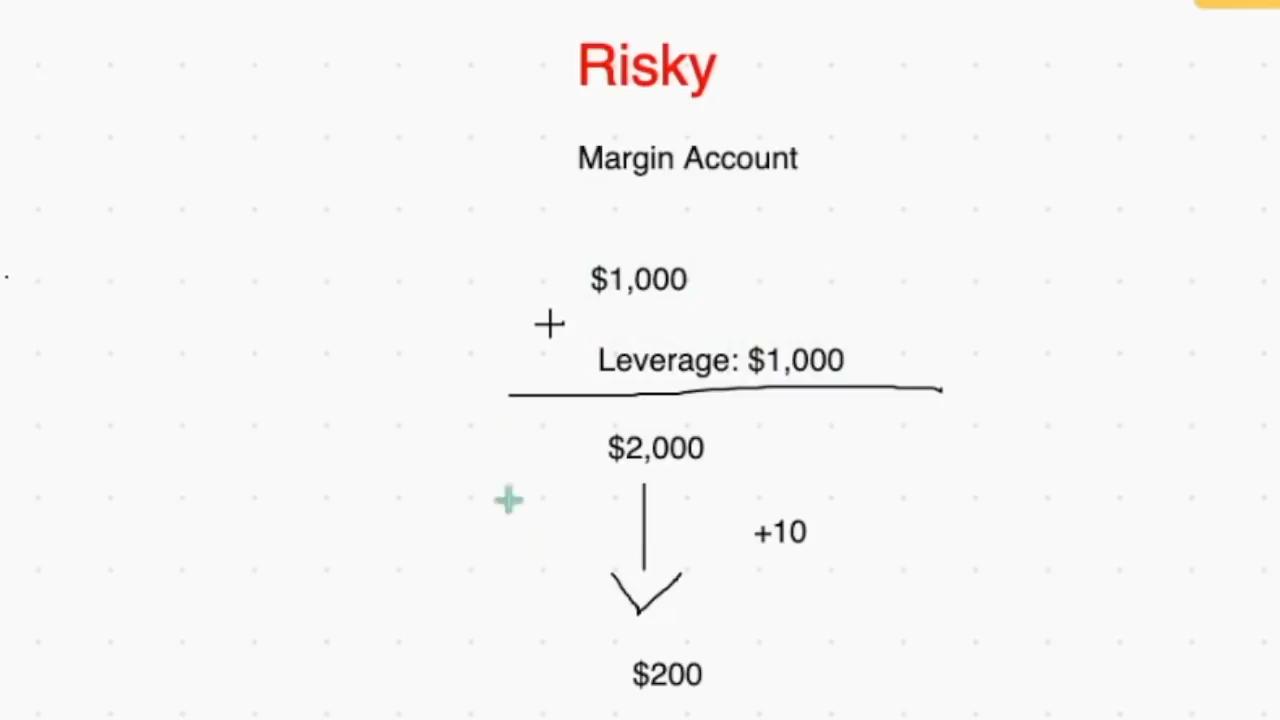 Risky
Margin Account
$1,000
+
Leverage: $1,000
$2,000
+10
$200